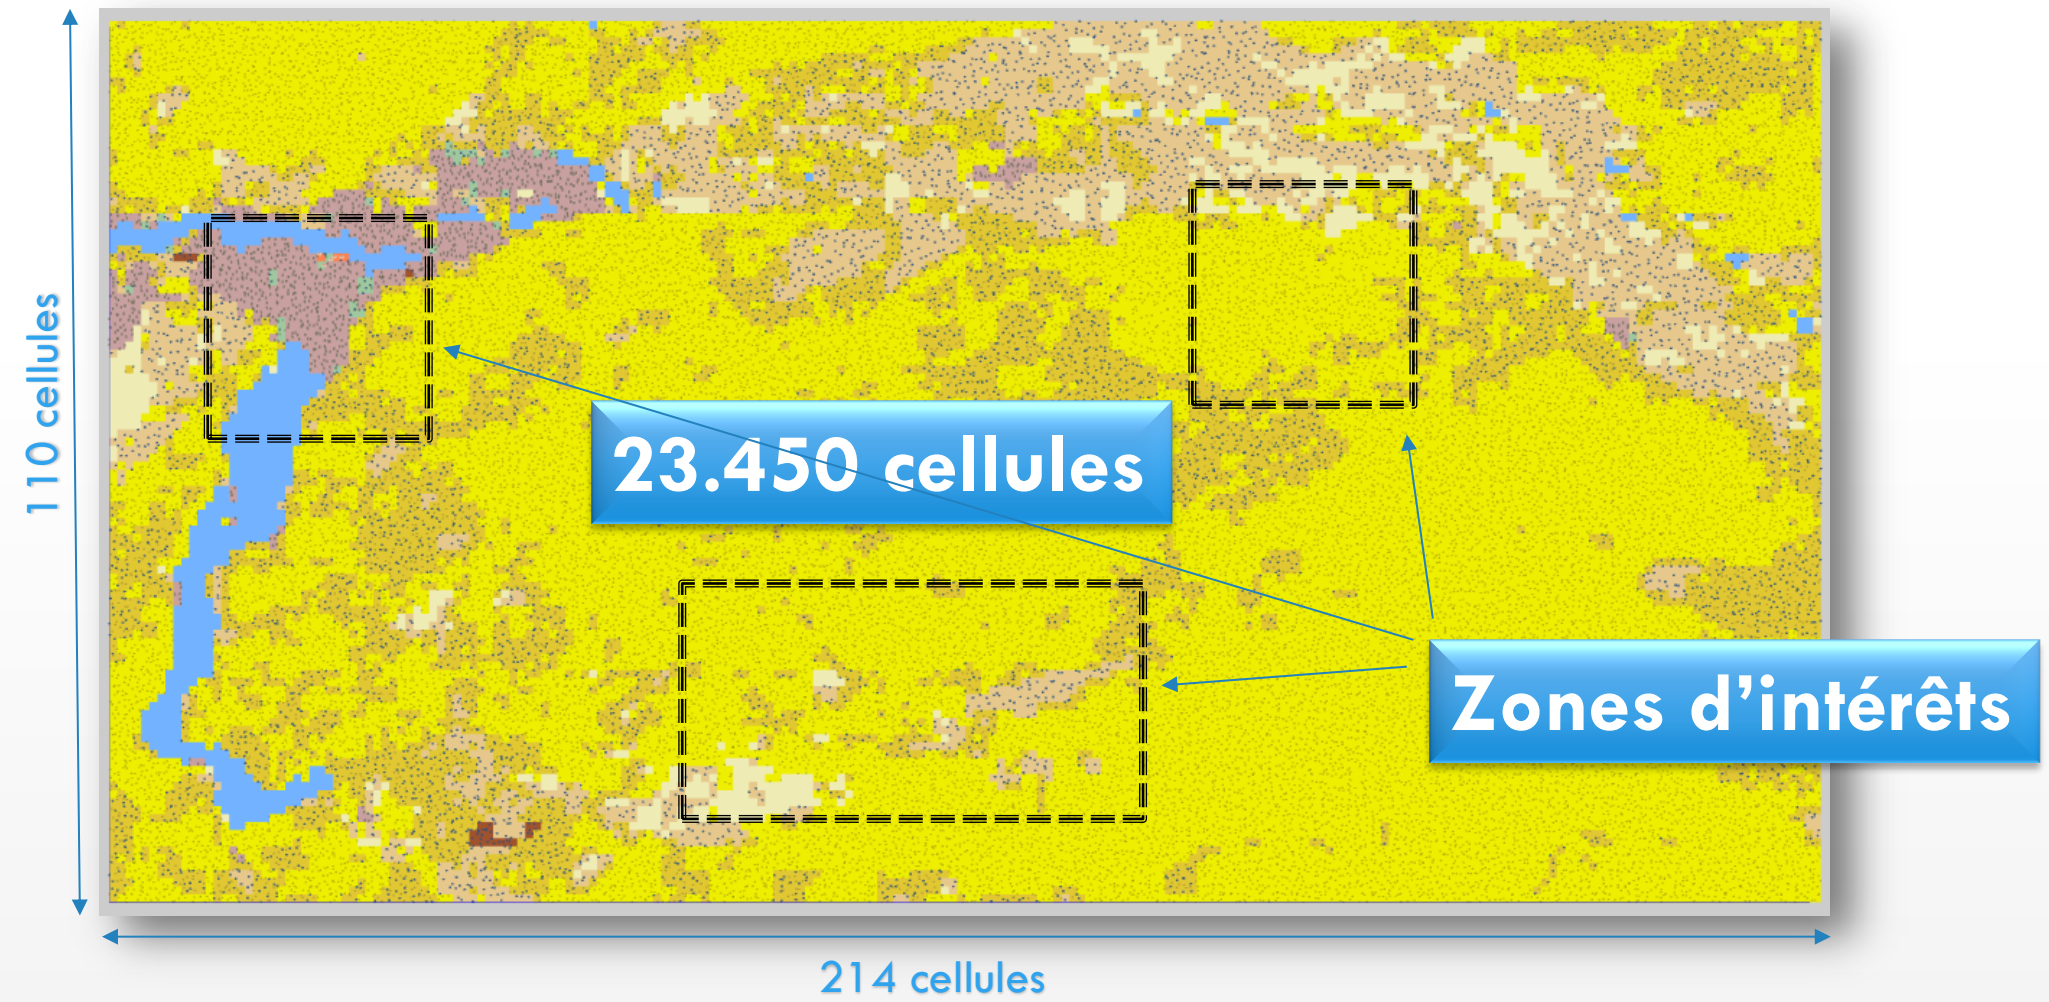 110 cellules
23.450 cellules
Zones d’intérêts
214 cellules